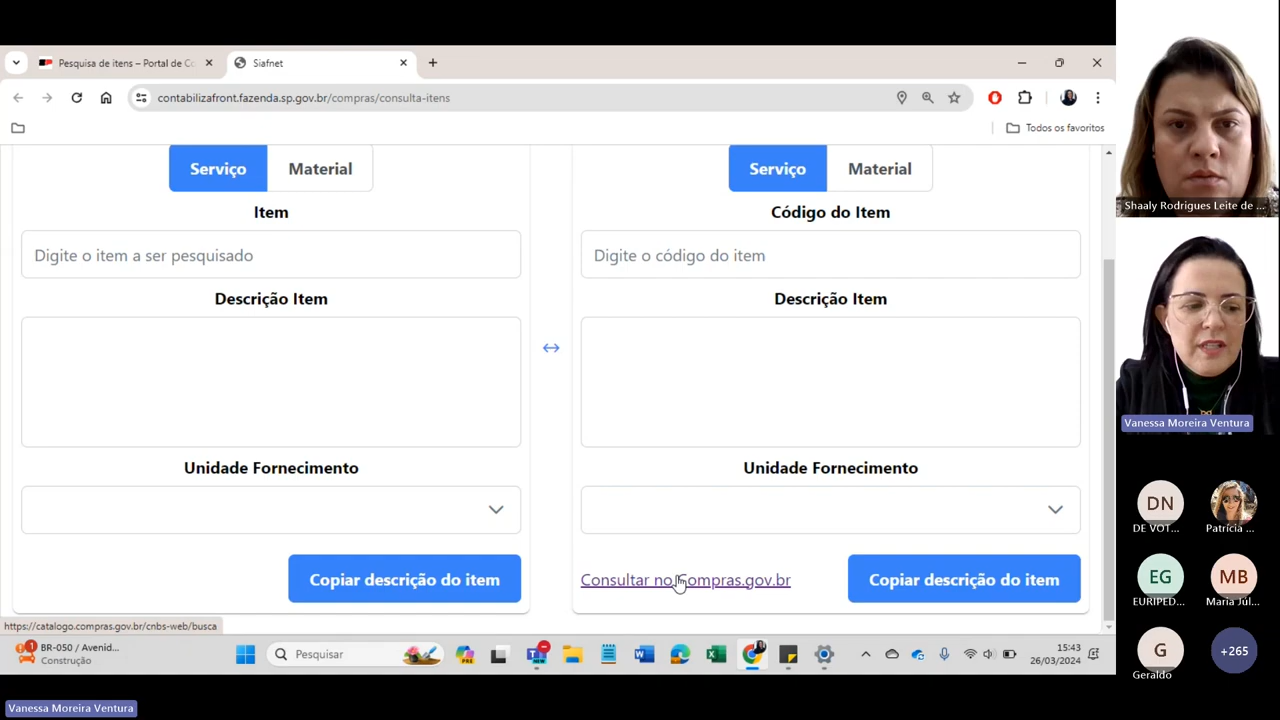 Pesquisa de itens – Portal de Co
Siafnet
contabilizafront.fazenda.sp.gov.br/compras/consulta-itens
Todos os favoritos
Serviço
Material
Item
Digite o item a ser pesquisado
Descrição Item
Unidade Fornecimento
Copiar descrição do item
Serviço
Material
Código do Item
Digite o código do item
Descrição Item
Unidade Fornecimento
Consultar no Compras.gov.br
Copiar descrição do item
https://catalogo.compras.gov.br/cnbs-web/busca
1
BR-050 / Avenid...
Construção
Pesquisar
PRE
NEW
15:43
26/03/2024
Shaaly Rodrigues Leite de ...
Vanessa Moreira Ventura
DN
DE VOT...
Patrícia ...
EG
EURIPED...
MB
Maria Júl...
G
Geraldo
+265
Vanessa Moreira Ventura